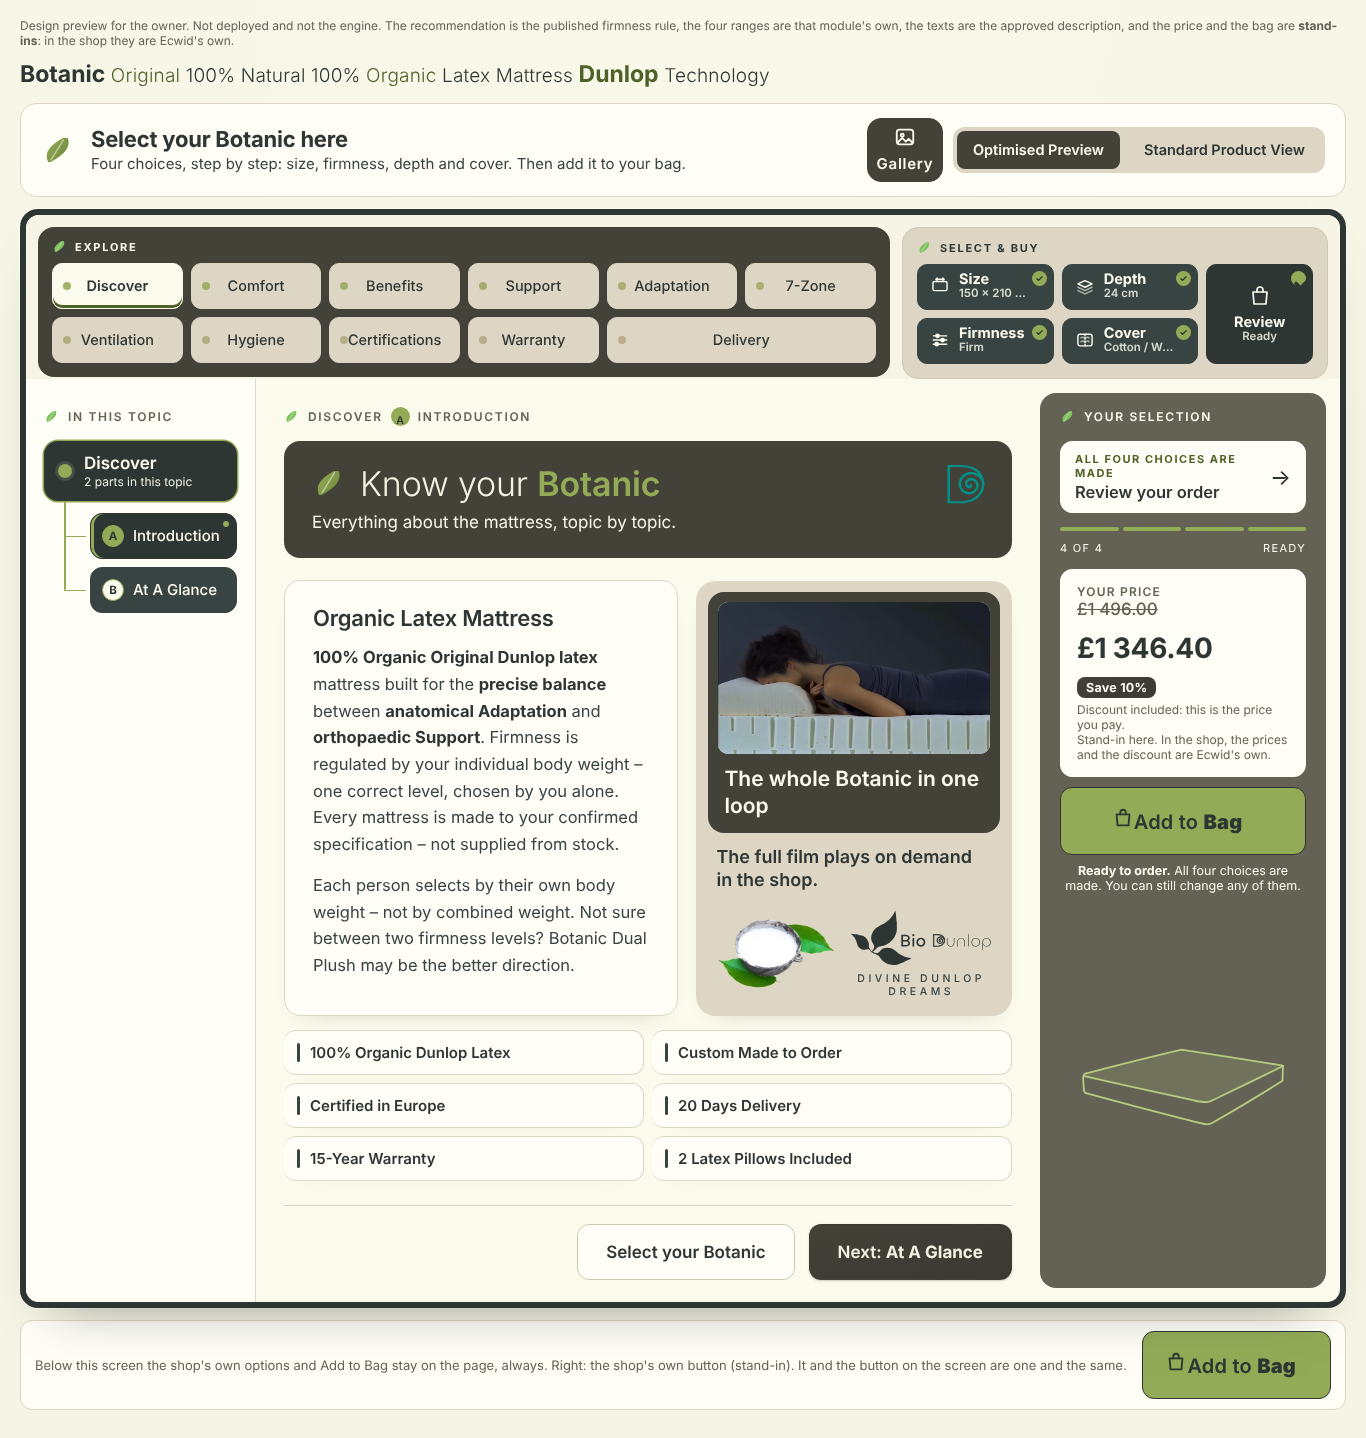 Design preview for the owner. Not deployed and not the engine. The recommendation is the published firmness rule, the four ranges are that module's own, the texts are the approved description, and the price and the bag are stand-
ins: in the shop they are Ecwid's own.
Botanic Original 100% Natural 100% Organic Latex Mattress Dunlop Technology
Select your Botanic here
Four choices, step by step: size, firmness, depth and cover. Then add it to your bag.
Gallery
Optimised Preview
Standard Product View
EXPLORE
Discover
Comfort
Benefits
Support
Adaptation
7-Zone
Ventilation
Hygiene
Certifications
Warranty
Delivery
SELECT & BUY
Size
150 × 210 ...
Depth
24 cm
Firmness
Firm
Cover
Cotton / W...
Review
Ready
IN THIS TOPIC
Discover
2 parts in this topic
A Introduction
B At A Glance
DISCOVER A INTRODUCTION
Know your Botanic
Everything about the mattress, topic by topic.
Organic Latex Mattress
100% Organic Original Dunlop latex
mattress built for the precise balance
between anatomical Adaptation and
orthopaedic Support. Firmness is
regulated by your individual body weight –
one correct level, chosen by you alone.
Every mattress is made to your confirmed
specification – not supplied from stock.
Each person selects by their own body
weight – not by combined weight. Not sure
between two firmness levels? Botanic Dual
Plush may be the better direction.
The whole Botanic in one
loop
The full film plays on demand
in the shop.
Bio Dunlop
DIVINE DUNLOP
DREAMS
100% Organic Dunlop Latex
Custom Made to Order
Certified in Europe
20 Days Delivery
15-Year Warranty
2 Latex Pillows Included
Select your Botanic
Next: At A Glance
YOUR SELECTION
ALL FOUR CHOICES ARE
MADE
Review your order
4 OF 4
READY
YOUR PRICE
£1 496.00
£1 346.40
Save 10%
Discount included: this is the price
you pay.
Stand-in here. In the shop, the prices
and the discount are Ecwid's own.
Add to Bag
Ready to order. All four choices are
made. You can still change any of them.
Below this screen the shop's own options and Add to Bag stay on the page, always. Right: the shop's own button (stand-in). It and the button on the screen are one and the same.
Add to Bag